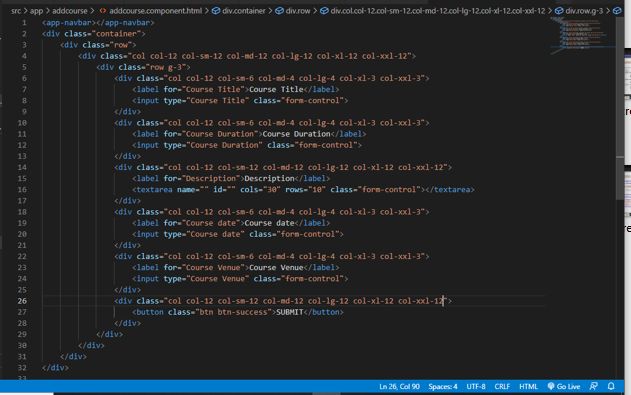 src > app > addcourse > <> addcourse.component.html > div.container > div.row > div.col.col-12.col-sm-12.col-md-12.col-lg-12.col-xl-12.col-xxl-12 > div.row.g-3 >
1 <app-navbar></app-navbar>
2 <div class="container">
3 <div class="row">
4 <div class="col col-12 col-sm-12 col-md-12 col-lg-12 col-xl-12 col-xxl-12">
5 <div class="row g-3">
6 <div class="col col-12 col-sm-6 col-md-4 col-lg-4 col-xl-3 col-xxl-3">
7 <label for="Course Title">Course Title</label>
8 <input type="Course Title" class="form-control">
9 </div>
10 <div class="col col-12 col-sm-6 col-md-4 col-lg-4 col-xl-3 col-xxl-3">
11 <label for="Course Duration">Course Duration</label>
12 <input type="Course Duration" class="form-control">
13 </div>
14 <div class="col col-12 col-sm-12 col-md-12 col-lg-12 col-xl-12 col-xxl-12">
15 <label for="Description">Description</label>
16 <textarea name="" id="" cols="30" rows="10" class="form-control"></textarea>
17 </div>
18 <div class="col col-12 col-sm-6 col-md-4 col-lg-4 col-xl-3 col-xxl-3">
19 <label for="Course date">Course date</label>
20 <input type="Course date" class="form-control">
21 </div>
22 <div class="col col-12 col-sm-6 col-md-4 col-lg-4 col-xl-3 col-xxl-3">
23 <label for="Course Venue">Course Venue</label>
24 <input type="Course Venue" class="form-control">
25 </div>
26 <div class="col col-12 col-sm-12 col-md-12 col-lg-12 col-xl-12 col-xxl-12">
27 <button class="btn btn-success">SUBMIT</button>
28 </div>
29 </div>
30 </div>
31 </div>
32 </div>
33
Ln 26, Col 90 Spaces: 4 UTF-8 CRLF HTML Go Live